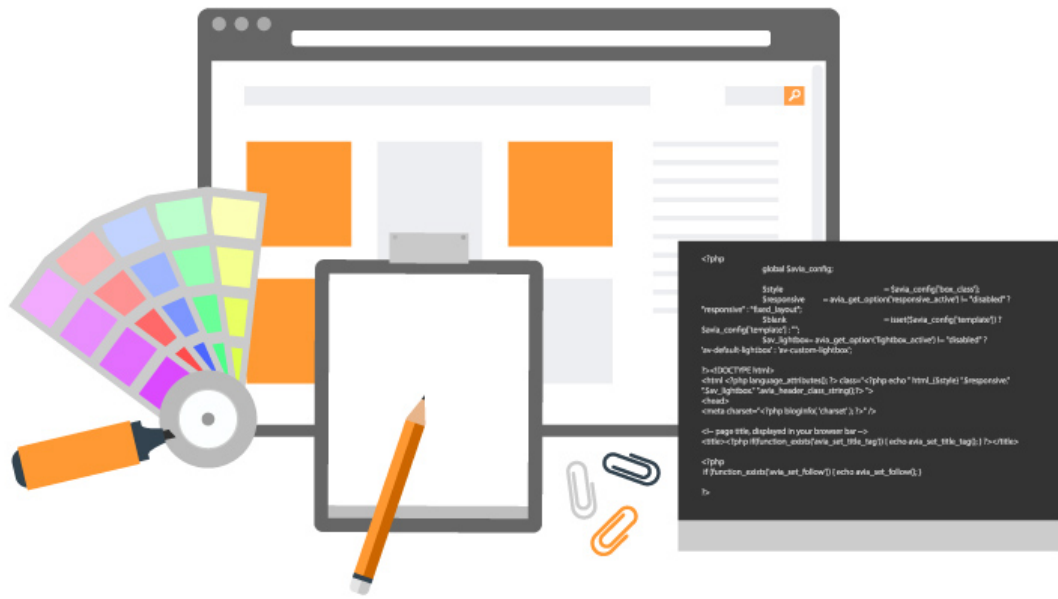 <?php
global $avia_config;
$style = $avia_config['box_class'];
$responsive = avia_get_option('responsive_active') != "disabled" ?
"responsive" : "fixed_layout";
$blank = isset($avia_config['template']) ?
$avia_config['template'] : "";
$av_lightbox= avia_get_option('lightbox_active') != "disabled" ?
'av-default-lightbox' : 'av-custom-lightbox';
?><!DOCTYPE html>
<html <?php language_attributes(); ?> class="<?php echo " html_{$style} ".$responsive."
".$av_lightbox." ".avia_header_class_string();?> ">
<head>
<meta charset="<?php bloginfo( 'charset' ); ?>" />
<!-- page title, displayed in your browser bar -->
<title><?php if(function_exists('avia_set_title_tag')) { echo avia_set_title_tag(); } ?></title>
<?php
if (function_exists('avia_set_follow')) { echo avia_set_follow(); }
?>